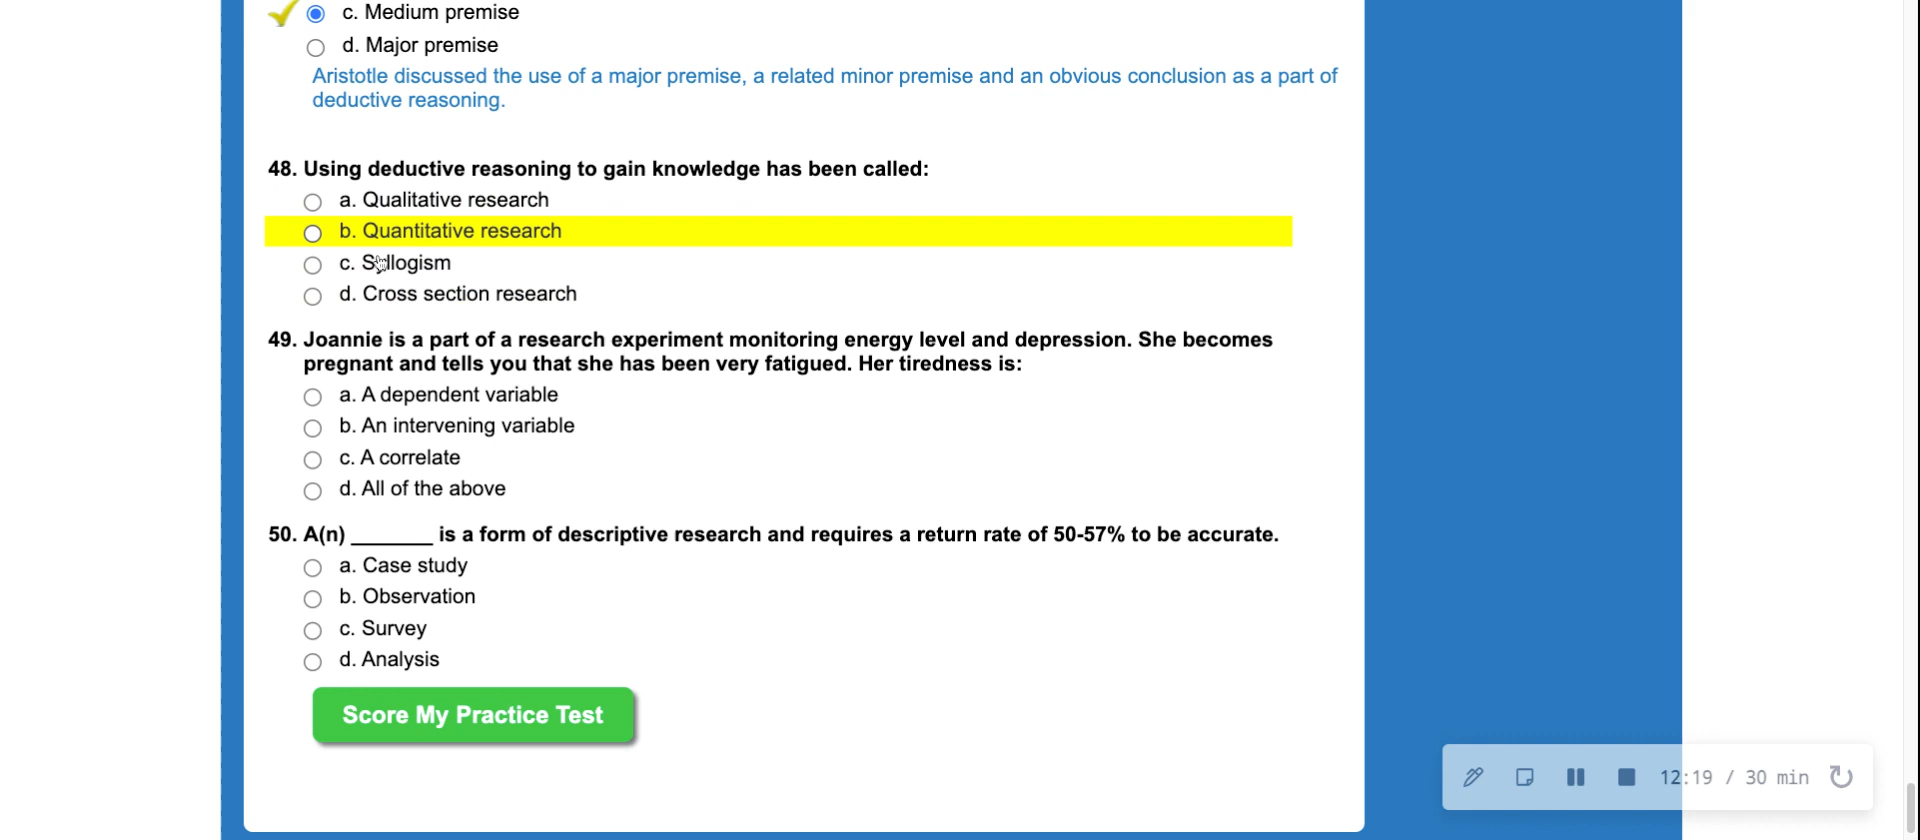 c. Medium premise
d. Major premise
Aristotle discussed the use of a major premise, a related minor premise and an obvious conclusion as a part of
deductive reasoning.
48. Using deductive reasoning to gain knowledge has been called:
a. Qualitative research
b. Quantitative research
c. Syllogism
d. Cross section research
49. Joannie is a part of a research experiment monitoring energy level and depression. She becomes
pregnant and tells you that she has been very fatigued. Her tiredness is:
a. A dependent variable
b. An intervening variable
c. A correlate
d. All of the above
50. A(n) _______ is a form of descriptive research and requires a return rate of 50-57% to be accurate.
a. Case study
b. Observation
c. Survey
d. Analysis
Score My Practice Test
12:19 / 30 min